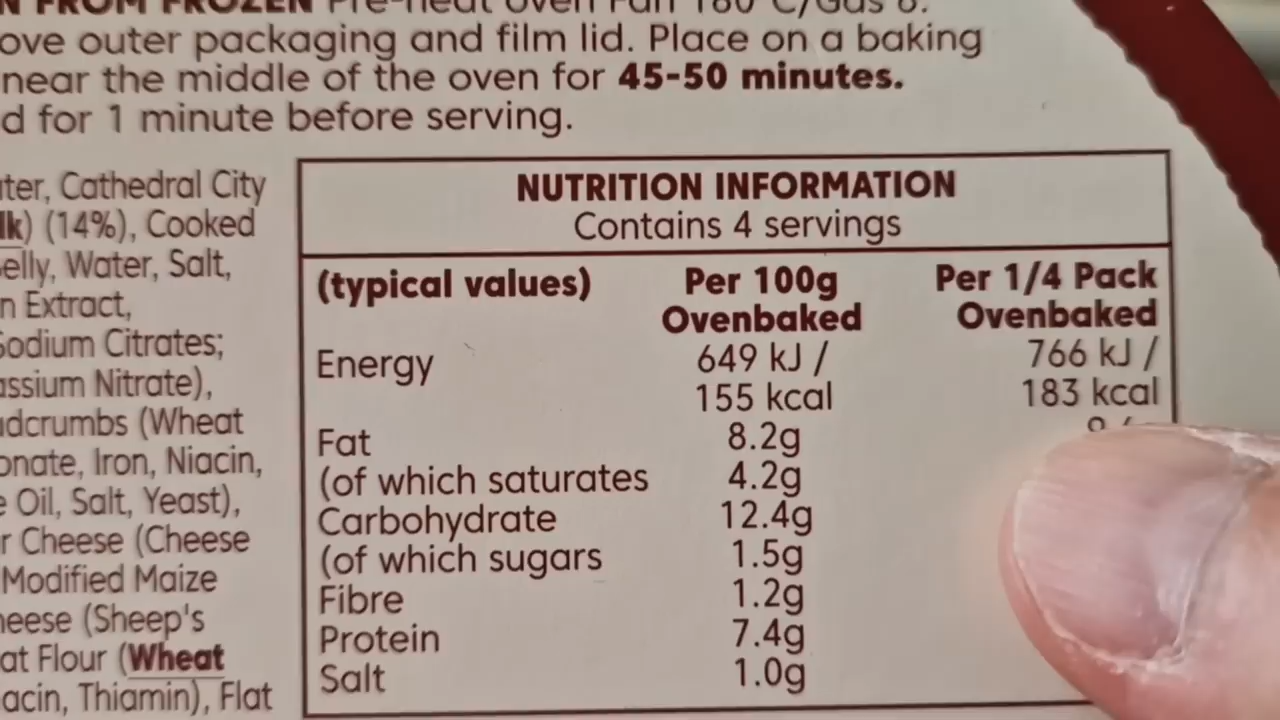 N FROM FROZEN Pre-heat oven Fan 180°C/Gas 6.
ove outer packaging and film lid. Place on a baking
near the middle of the oven for 45-50 minutes.
d for 1 minute before serving.
ater, Cathedral City
lk) (14%), Cooked
elly, Water, Salt,
n Extract,
Sodium Citrates;
assium Nitrate),
adcrumbs (Wheat
onate, Iron, Niacin,
e Oil, Salt, Yeast),
r Cheese (Cheese
Modified Maize
heese (Sheep's
at Flour (Wheat
acin, Thiamin), Flat
NUTRITION INFORMATION
Contains 4 servings
(typical values) Per 100g Per 1/4 Pack
Ovenbaked Ovenbaked
Energy 649 kJ / 766 kJ /
155 kcal 183 kcal
Fat 8.2g
(of which saturates 4.2g
Carbohydrate 12.4g
(of which sugars 1.5g
Fibre 1.2g
Protein 7.4g
Salt 1.0g